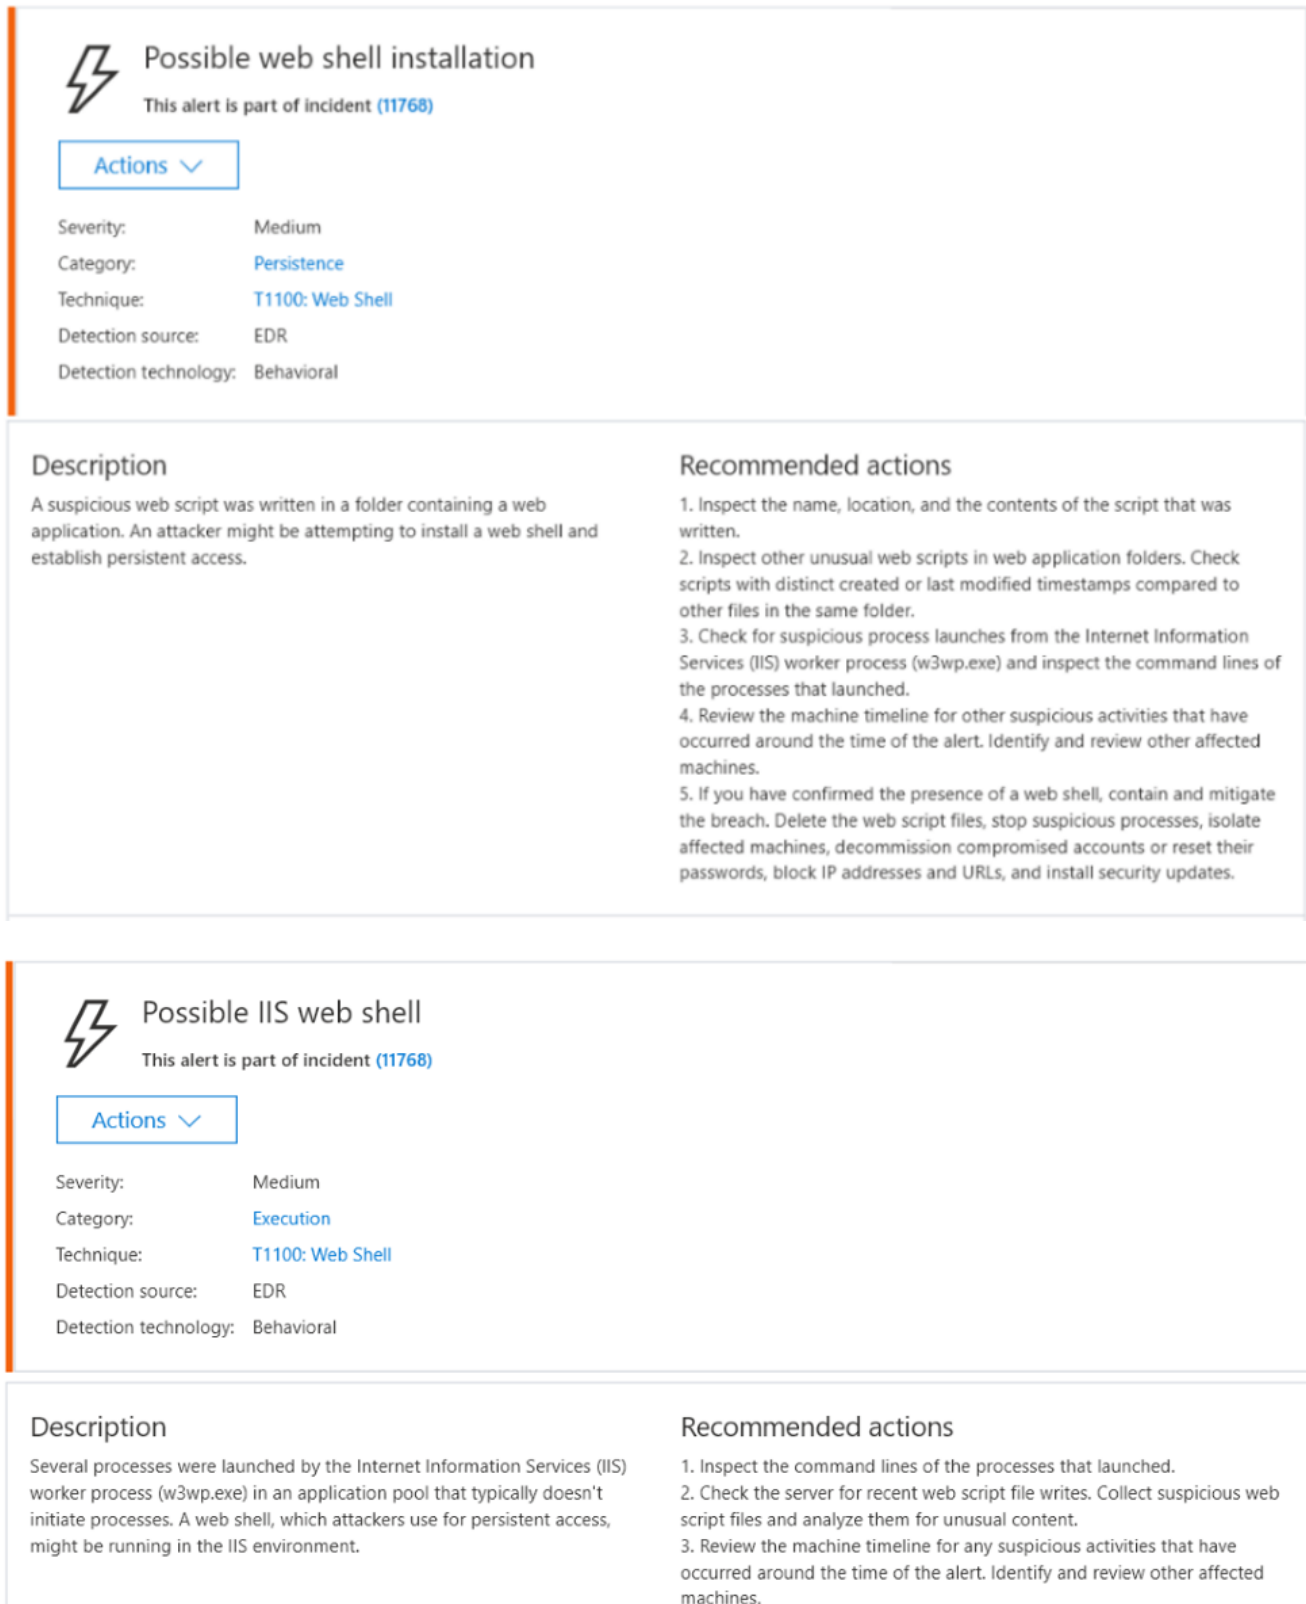 Possible web shell installation
This alert is part of incident (11768)
Actions
Severity: Medium
Category: Persistence
Technique: T1100: Web Shell
Detection source: EDR
Detection technology: Behavioral
Description
A suspicious web script was written in a folder containing a web
application. An attacker might be attempting to install a web shell and
establish persistent access.
Recommended actions
1. Inspect the name, location, and the contents of the script that was
written.
2. Inspect other unusual web scripts in web application folders. Check
scripts with distinct created or last modified timestamps compared to
other files in the same folder.
3. Check for suspicious process launches from the Internet Information
Services (IIS) worker process (w3wp.exe) and inspect the command lines of
the processes that launched.
4. Review the machine timeline for other suspicious activities that have
occurred around the time of the alert. Identify and review other affected
machines.
5. If you have confirmed the presence of a web shell, contain and mitigate
the breach. Delete the web script files, stop suspicious processes, isolate
affected machines, decommission compromised accounts or reset their
passwords, block IP addresses and URLs, and install security updates.
Possible IIS web shell
This alert is part of incident (11768)
Actions
Severity: Medium
Category: Execution
Technique: T1100: Web Shell
Detection source: EDR
Detection technology: Behavioral
Description
Several processes were launched by the Internet Information Services (IIS)
worker process (w3wp.exe) in an application pool that typically doesn't
initiate processes. A web shell, which attackers use for persistent access,
might be running in the IIS environment.
Recommended actions
1. Inspect the command lines of the processes that launched.
2. Check the server for recent web script file writes. Collect suspicious web
script files and analyze them for unusual content.
3. Review the machine timeline for any suspicious activities that have
occurred around the time of the alert. Identify and review other affected
machines.